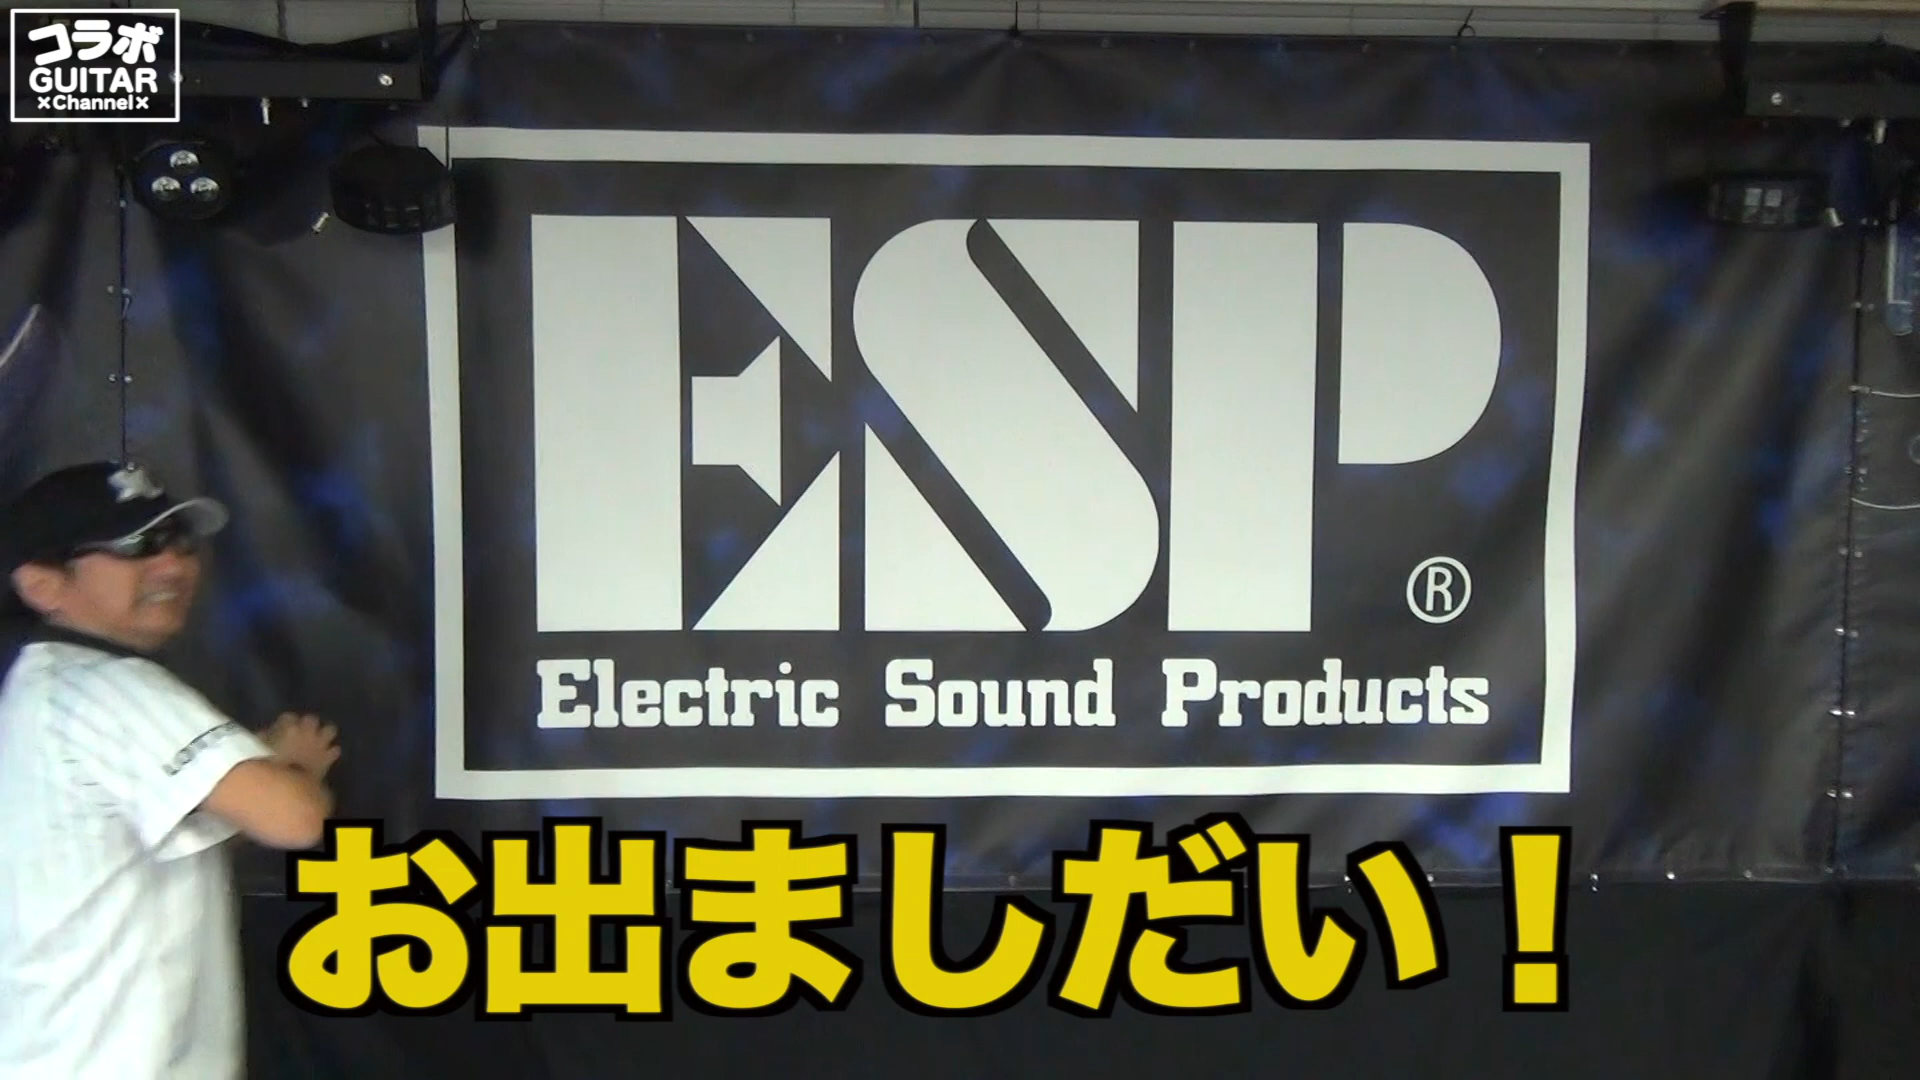 コラボ
GUITAR
×Channel×
ESP
®
Electric Sound Products
お出ましだい！